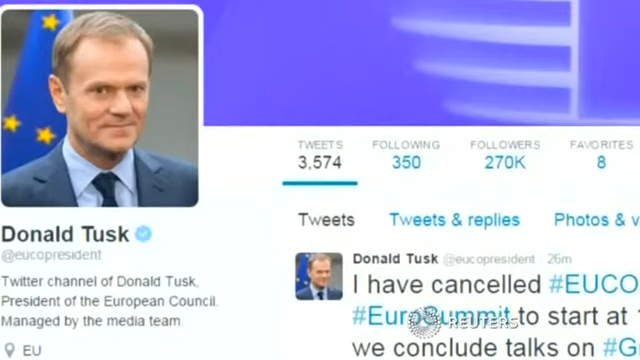 TWEETS FOLLOWING FOLLOWERS FAVORITES
3,574 350 270K 8
Tweets Tweets & replies Photos & v
Donald Tusk
@eucopresident
Twitter channel of Donald Tusk,
President of the European Council.
Managed by the media team.
EU
Donald Tusk @eucopresident · 26m
I have cancelled #EUCO
#EuroSummit to start at
we conclude talks on #G
REUTERS